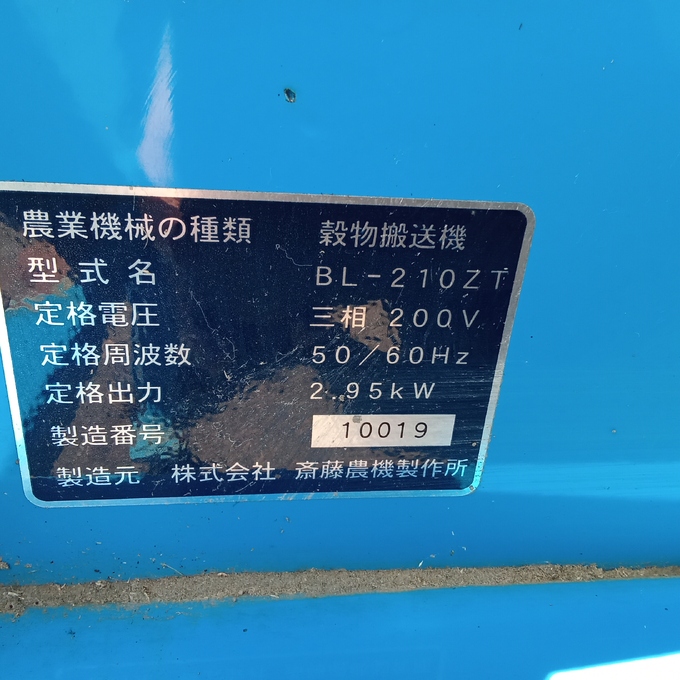 農業機械の種類 穀物搬送機
型式名 BL-210ZT
定格電圧 三相 200V
定格周波数 50/60Hz
定格出力 2.95kW
製造番号 10019
製造元 株式会社 斎藤農機製作所